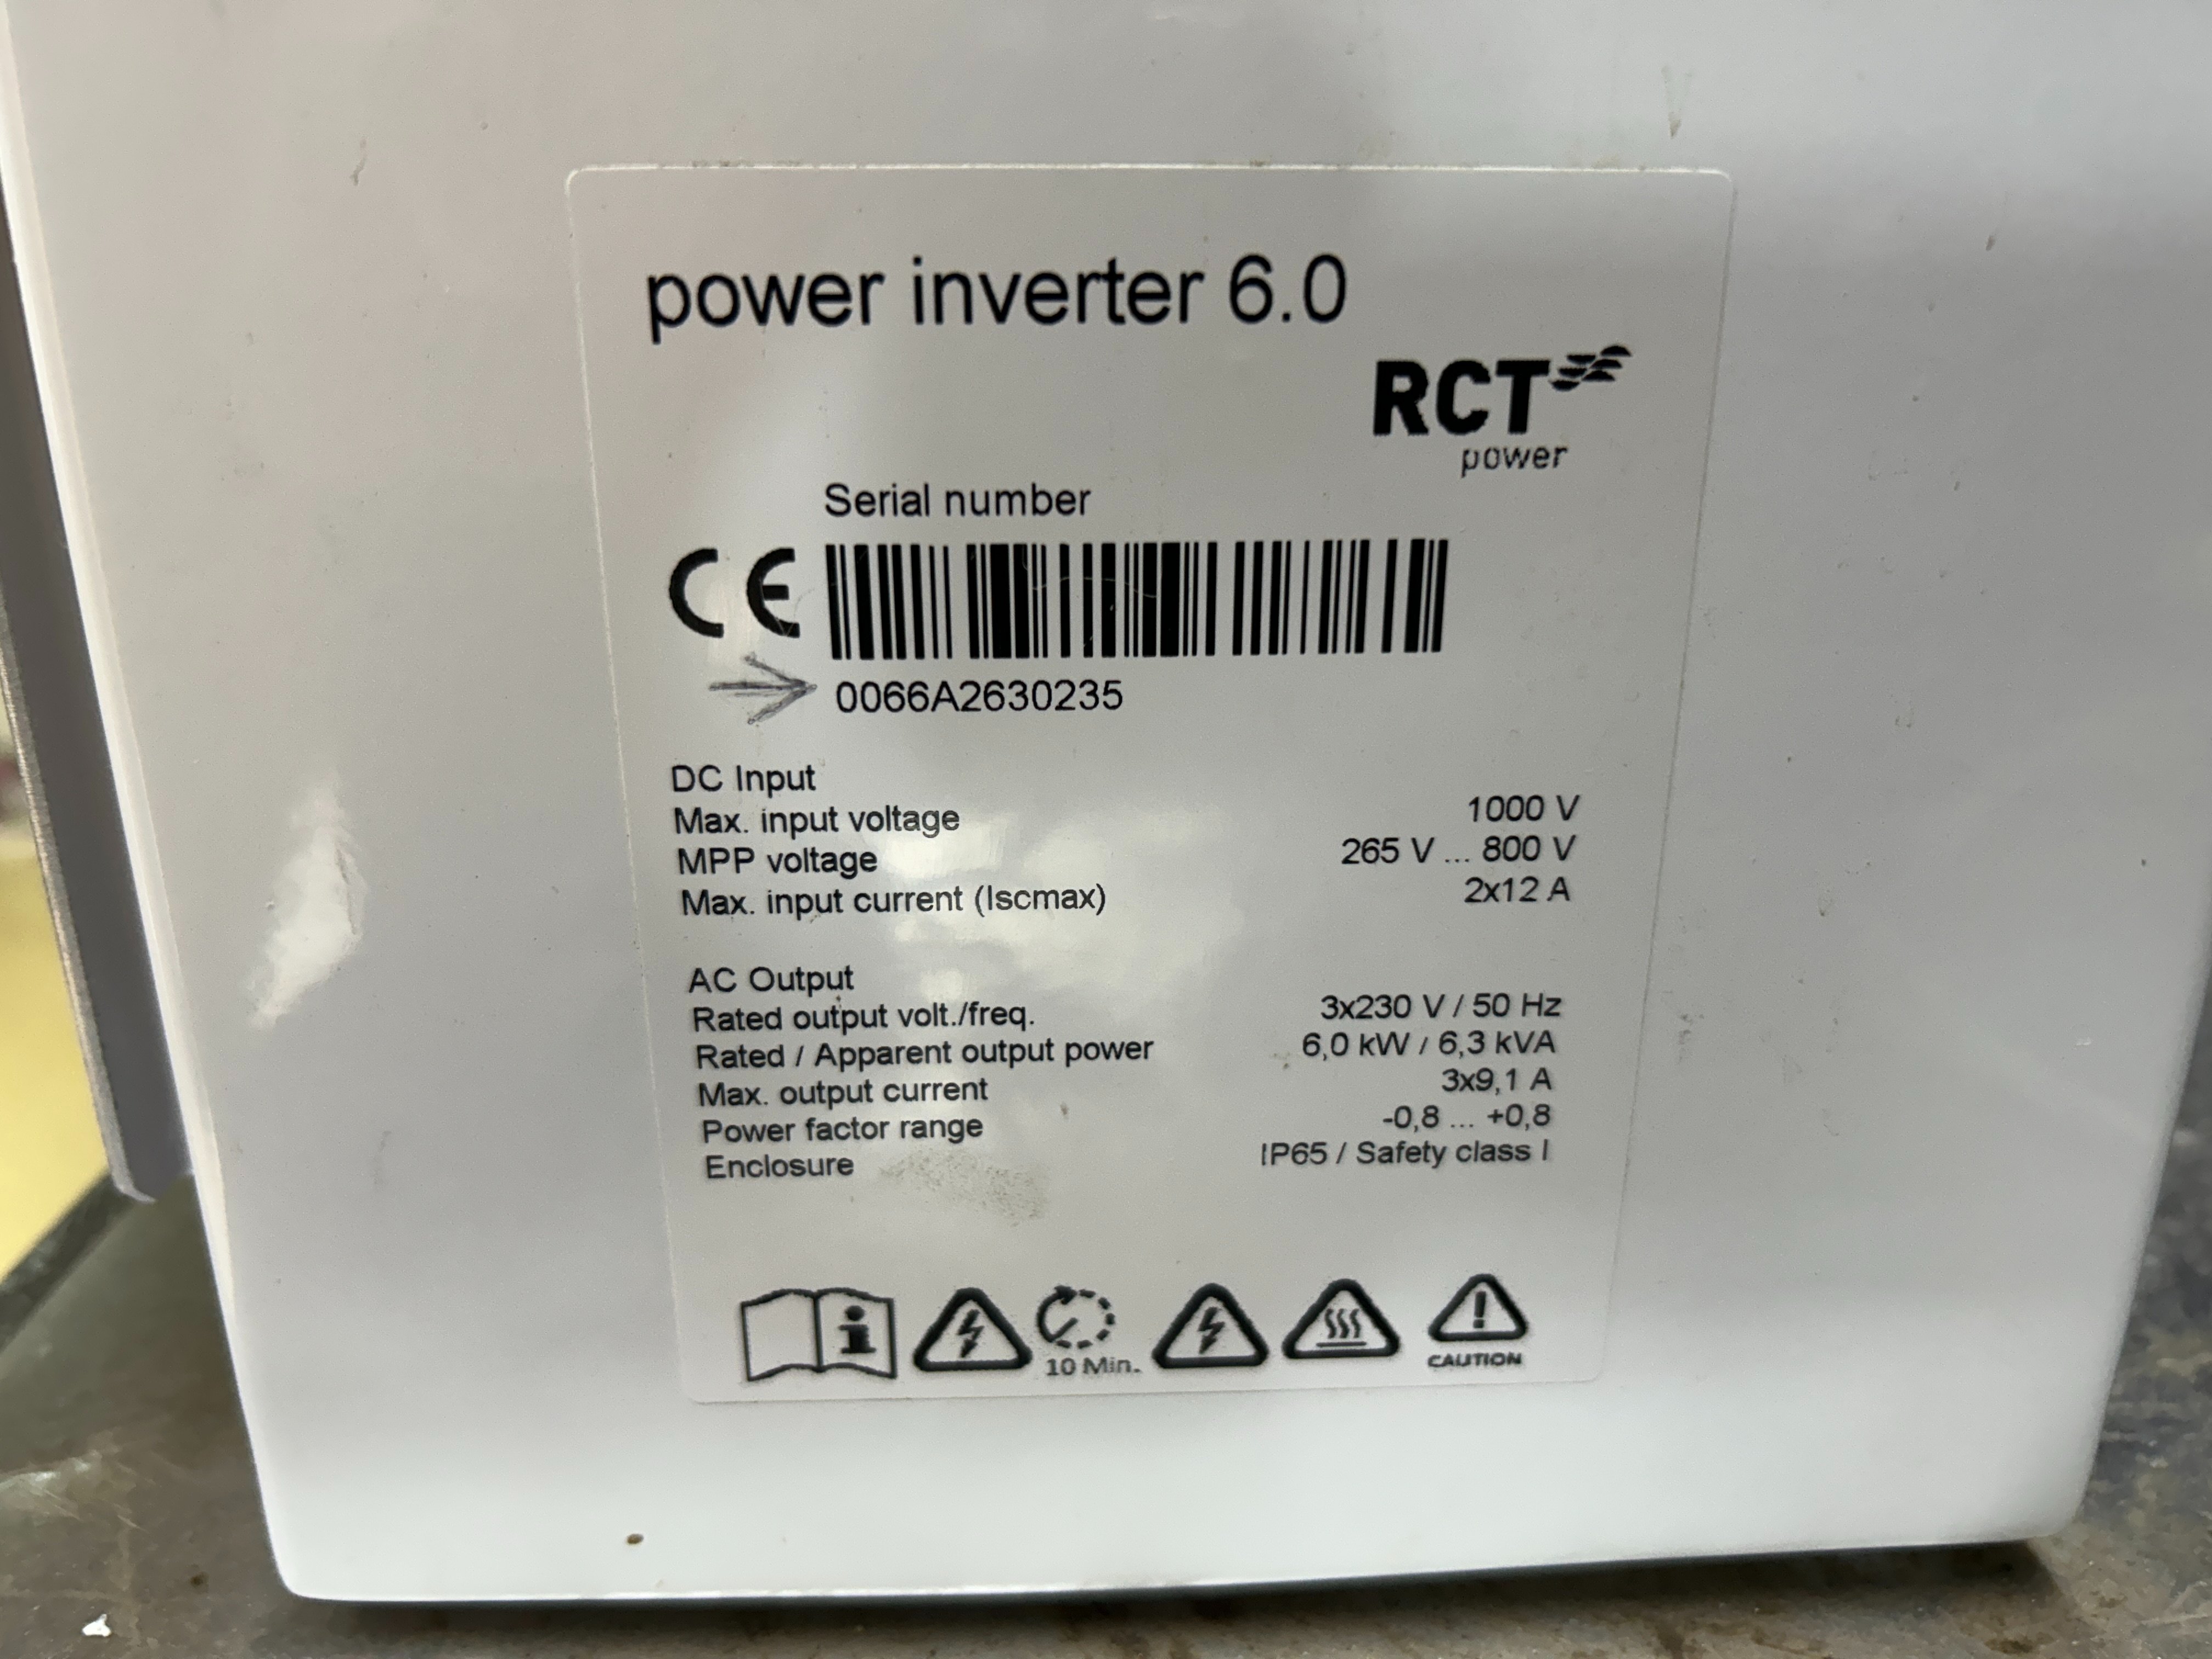 power inverter 6.0
RCT
power
Serial number
CE
0066A2630235
DC Input
Max. input voltage 1000 V
MPP voltage 265 V ... 800 V
Max. input current (Iscmax) 2x12 A
AC Output
Rated output volt./freq. 3x230 V / 50 Hz
Rated / Apparent output power 6,0 kW / 6,3 kVA
Max. output current 3x9,1 A
Power factor range -0,8 ... +0,8
Enclosure IP65 / Safety class I
i
10 Min.
!
CAUTION